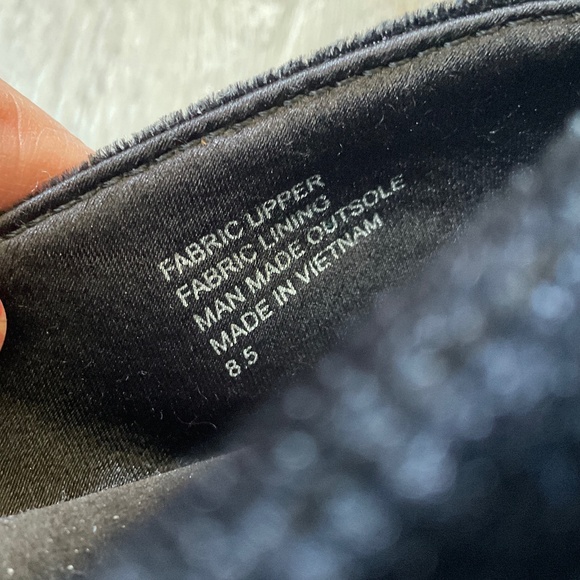 FABRIC UPPER
FABRIC LINING
MAN MADE OUTSOLE
MADE IN VIETNAM
8.5